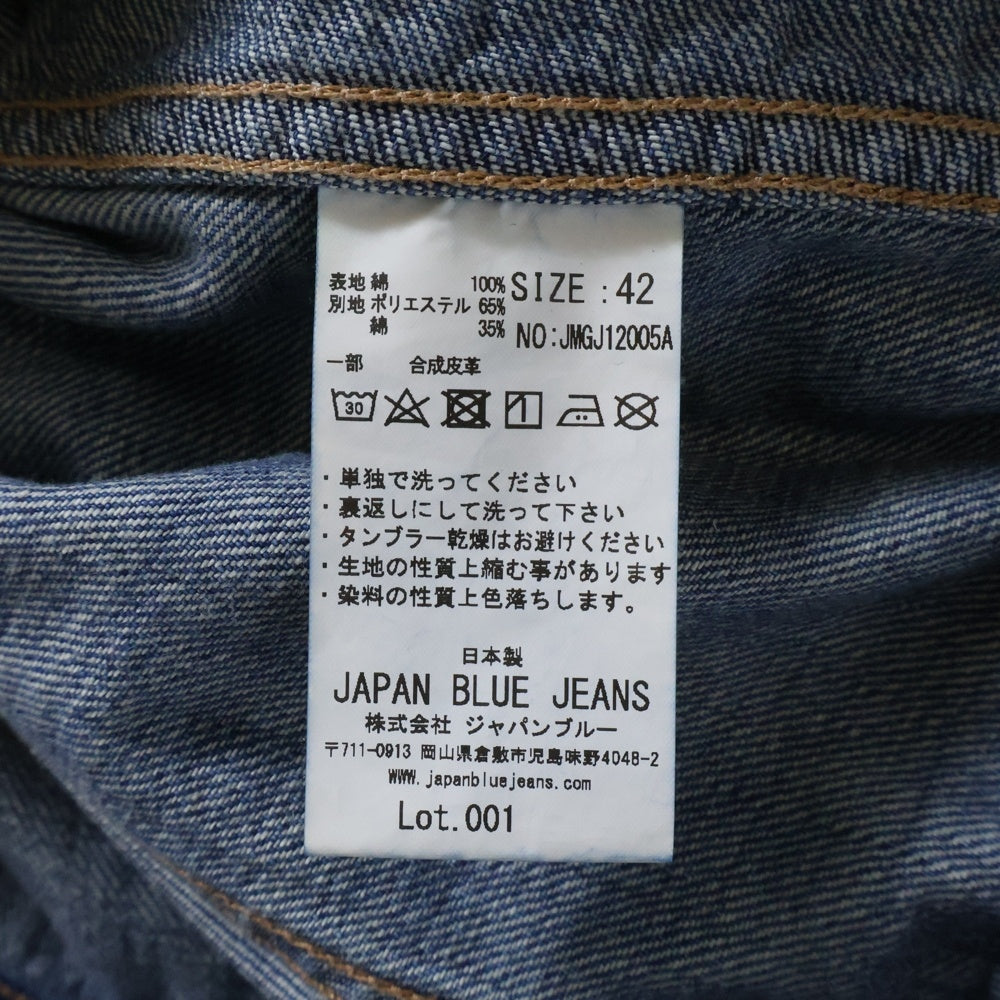 表地 綿 100% SIZE :42
別地 ポリエステル 65%
綿 35% NO:JMGJ12005A
一部 合成皮革
30
・単独で洗ってください
・裏返しにして洗って下さい
・タンブラー乾燥はお避けください
・生地の性質上縮む事があります
・染料の性質上色落ちします。
日本製
JAPAN BLUE JEANS
株式会社 ジャパンブルー
〒711-0913 岡山県倉敷市児島味野4048-2
www.japanbluejeans.com
Lot.001